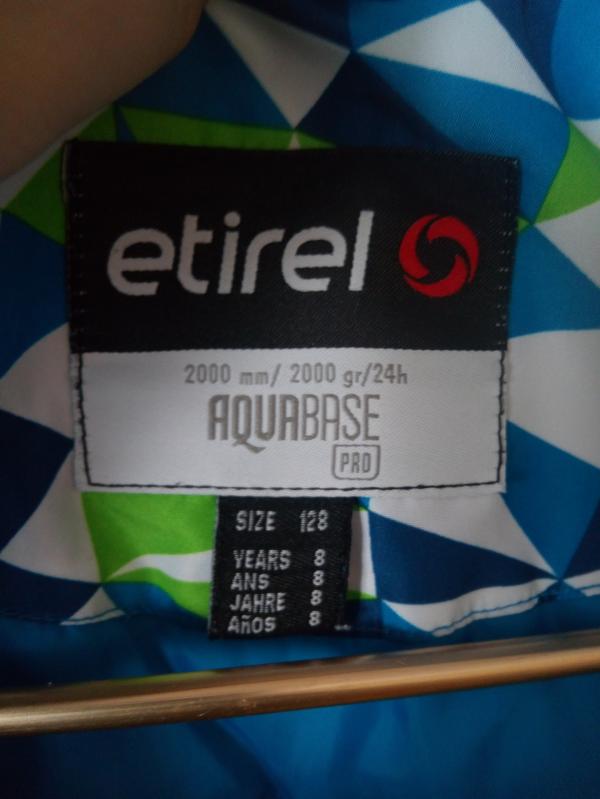 etirel
2000 mm/ 2000 gr/24h
AQUABASE
PRO
SIZE 128
YEARS 8
ANS 8
JAHRE 8
AÑOS 8